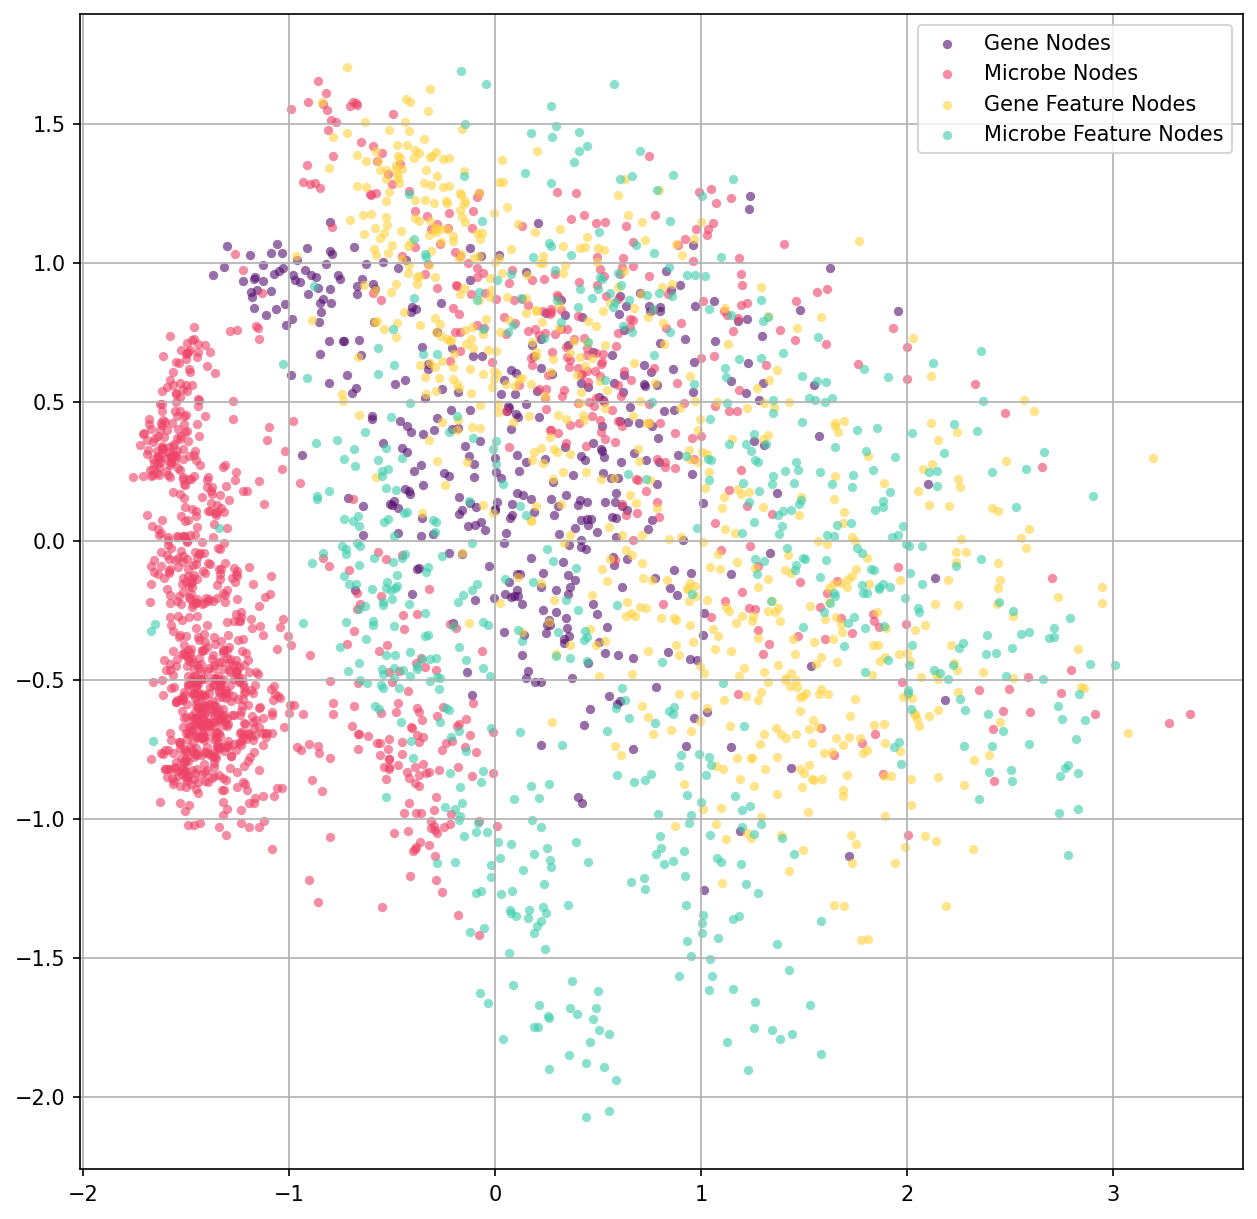 Gene Nodes
Microbe Nodes
Gene Feature Nodes
Microbe Feature Nodes
1.5
1.0
0.5
0.0
−0.5
−1.0
−1.5
−2.0
−2 −1 0 1 2 3